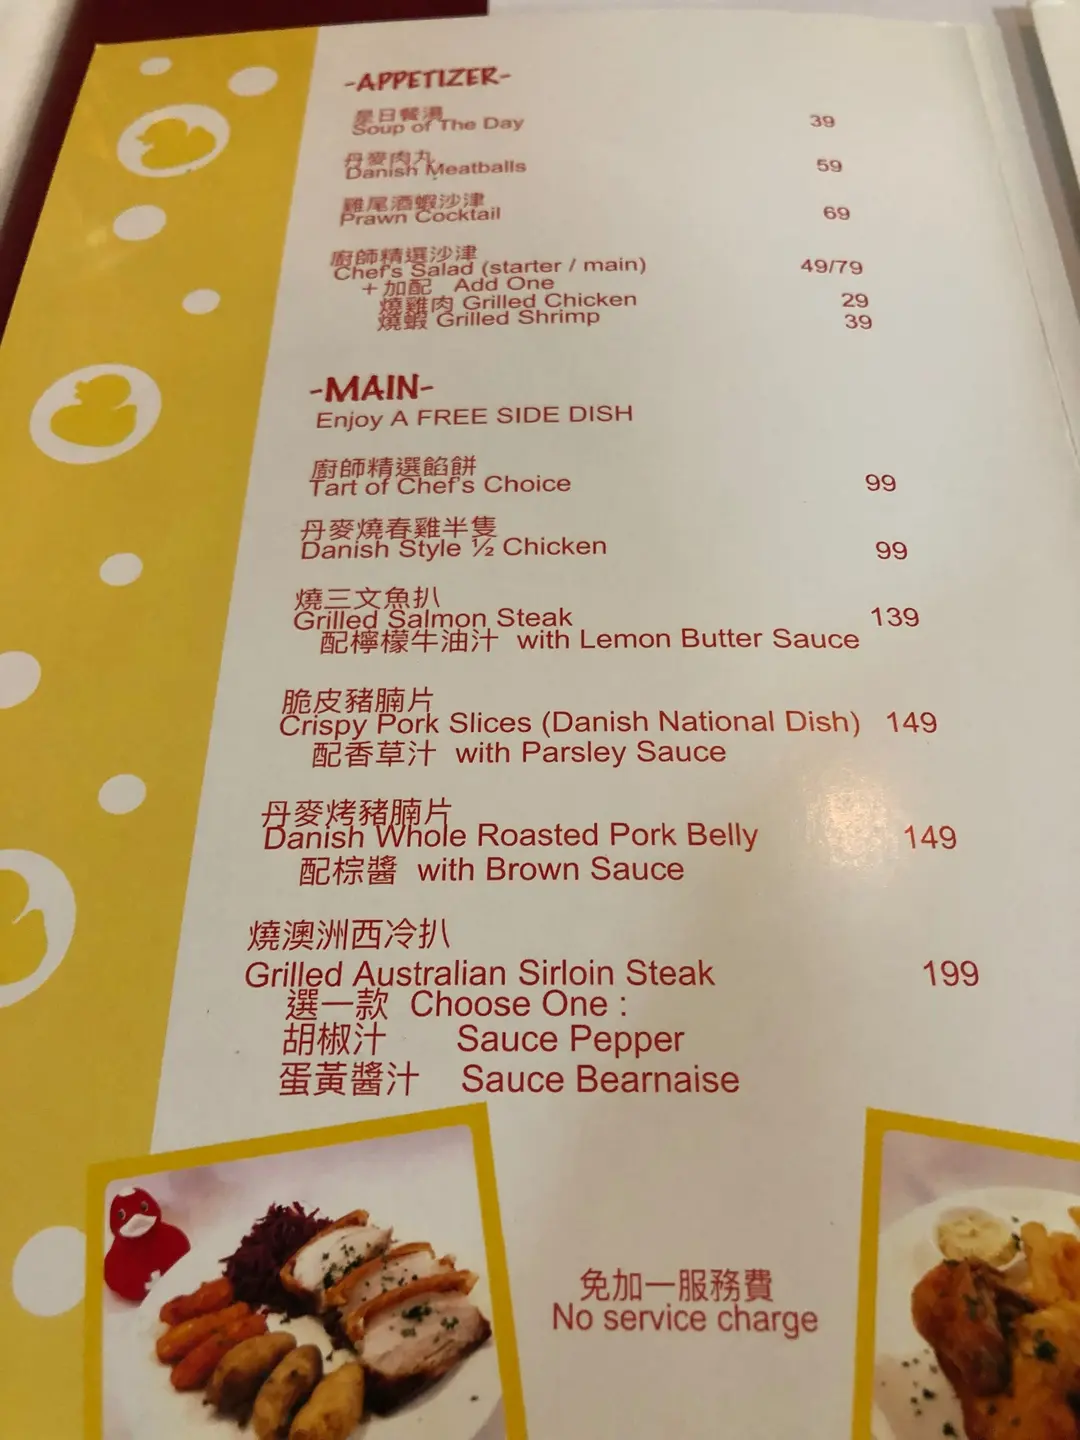 -APPETIZER-
是日餐湯
Soup of The Day 39
丹麥肉丸
Danish Meatballs 59
雞尾酒蝦沙津
Prawn Cocktail 69
廚師精選沙津
Chef's Salad (starter / main) 49/79
+加配 Add One
燒雞肉 Grilled Chicken 29
燒蝦 Grilled Shrimp 39
-MAIN-
Enjoy A FREE SIDE DISH
廚師精選餡餅
Tart of Chef's Choice 99
丹麥燒春雞半隻
Danish Style ½ Chicken 99
燒三文魚扒
Grilled Salmon Steak 139
配檸檬牛油汁 with Lemon Butter Sauce
脆皮豬腩片
Crispy Pork Slices (Danish National Dish) 149
配香草汁 with Parsley Sauce
丹麥烤豬腩片
Danish Whole Roasted Pork Belly 149
配棕醬 with Brown Sauce
燒澳洲西冷扒
Grilled Australian Sirloin Steak 199
選一款 Choose One :
胡椒汁 Sauce Pepper
蛋黃醬汁 Sauce Bearnaise
免加一服務費
No service charge